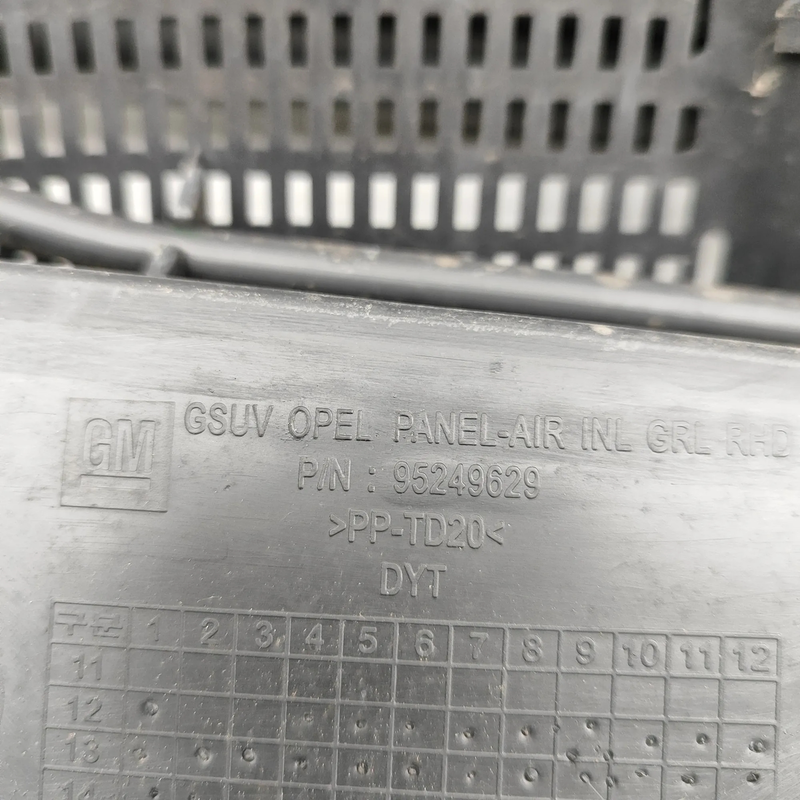 GM
GSUV OPEL PANEL-AIR INL GRL RHD
P/N : 95249629
>PP-TD20<
DYT
구분 1 2 3 4 5 6 7 8 9 10 11 12
11
12
13
14